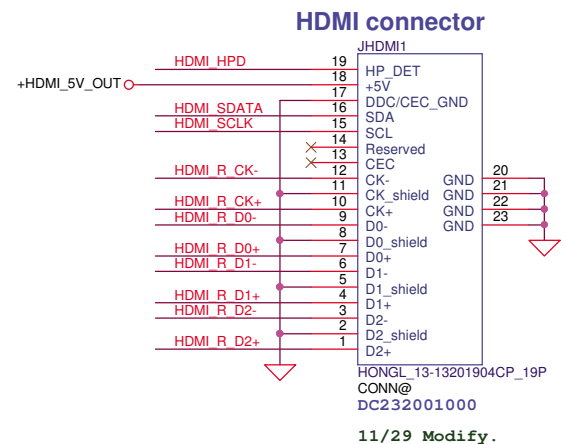 HDMI connector
JHDMI1
HDMI_HPD 19 HP_DET
+HDMI_5V_OUT 18 +5V
17 DDC/CEC_GND
HDMI_SDATA 16 SDA
HDMI_SCLK 15 SCL
14 Reserved
13 CEC
HDMI_R_CK- 12 CK- GND 20
11 CK_shield GND 21
HDMI_R_CK+ 10 CK+ GND 22
HDMI_R_D0- 9 D0- GND 23
8 D0_shield
HDMI_R_D0+ 7 D0+
HDMI_R_D1- 6 D1-
5 D1_shield
HDMI_R_D1+ 4 D1+
HDMI_R_D2- 3 D2-
2 D2_shield
HDMI_R_D2+ 1 D2+
HONGL_13-13201904CP_19P
CONN@
DC232001000
11/29 Modify.